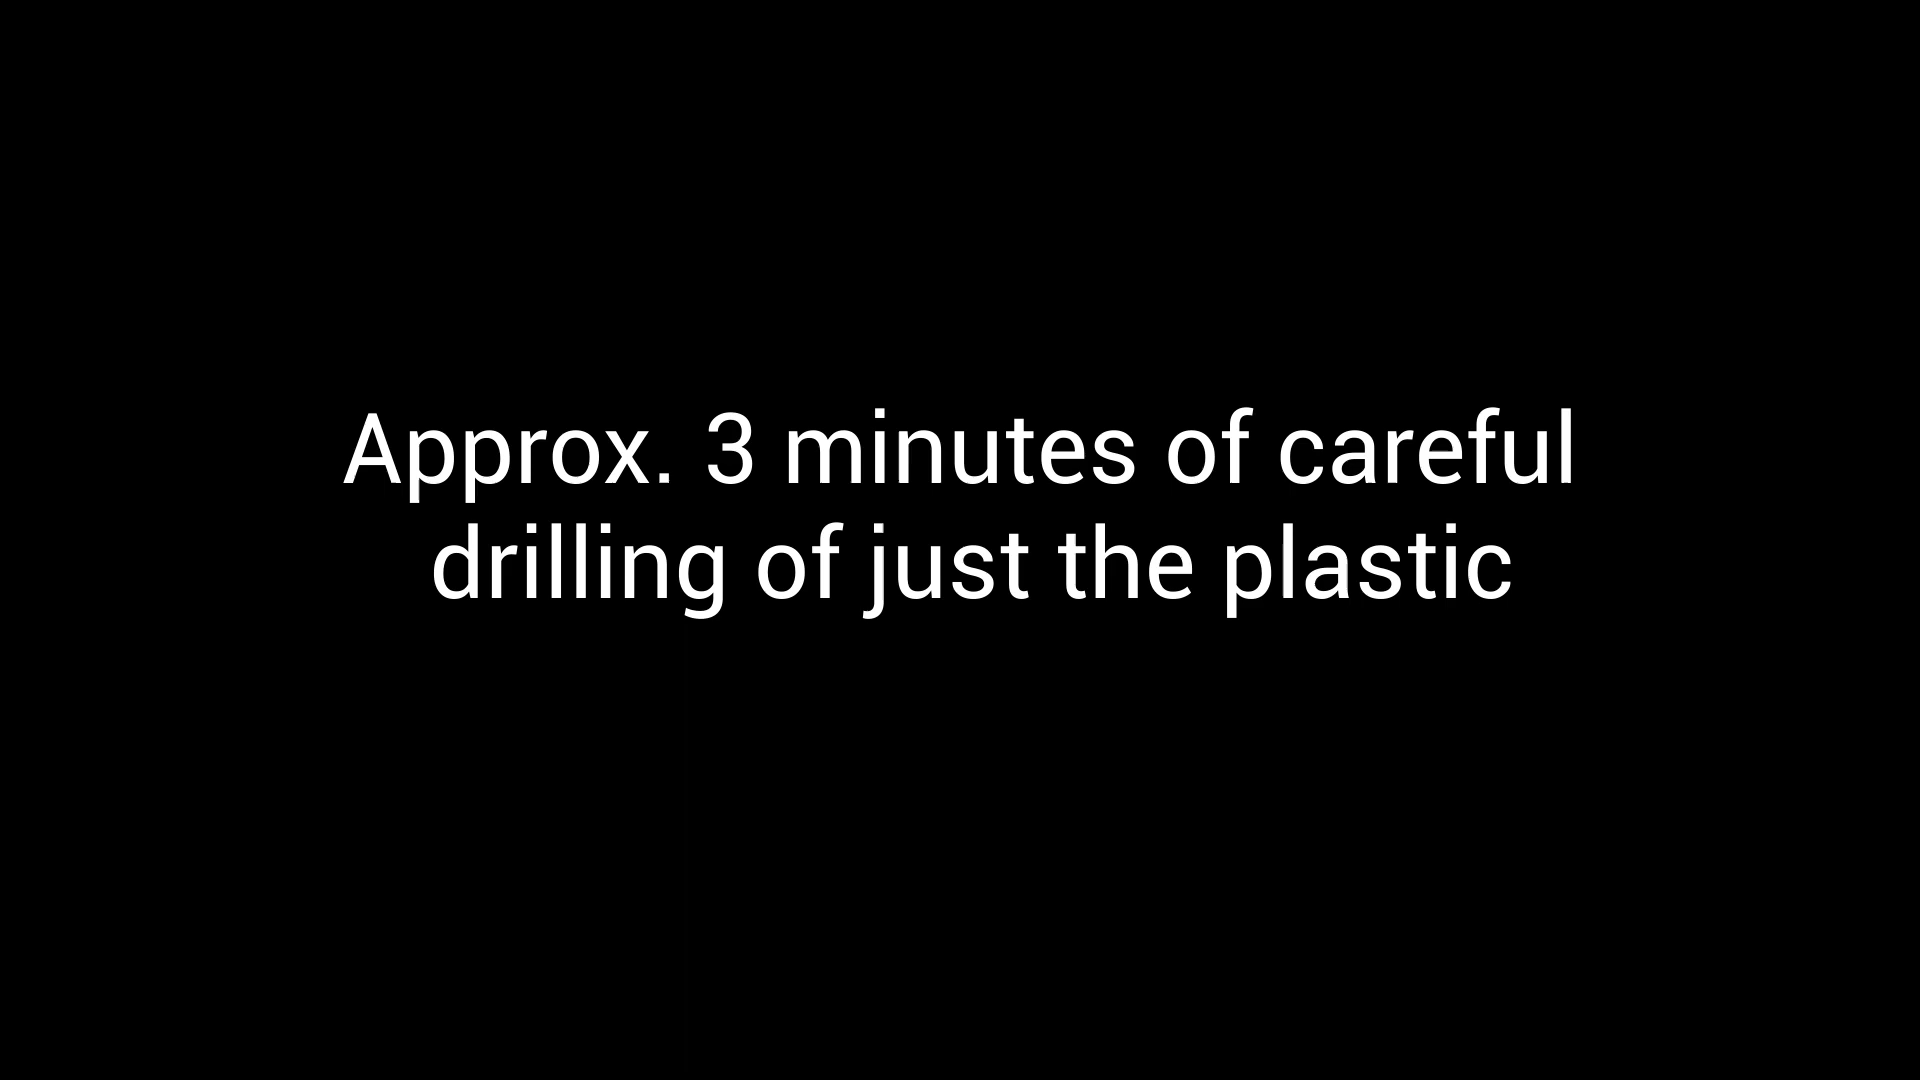 Approx. 3 minutes of careful
drilling of just the plastic